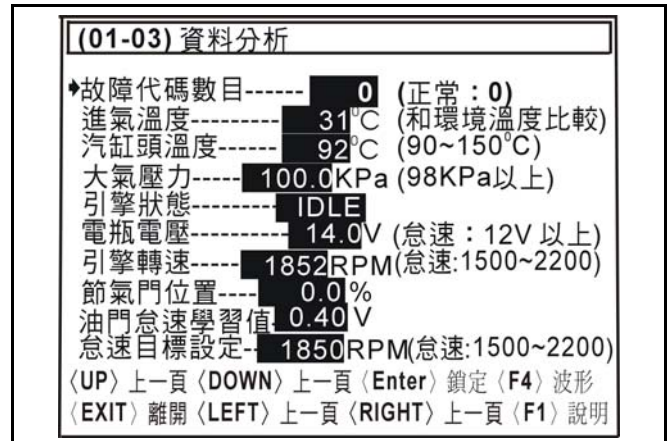 (01-03) 資料分析
➧故障代碼數目------ 0 (正常：0)
進氣溫度--------- 31°C (和環境溫度比較)
汽缸頭溫度------ 92°C (90~150°C)
大氣壓力----- 100.0KPa (98KPa以上)
引擎狀態--------- IDLE
電瓶電壓---------- 14.0V (怠速：12V 以上)
引擎轉速----- 1852RPM(怠速:1500~2200)
節氣門位置---- 0.0 %
油門怠速學習值- 0.40 V
怠速目標設定-- 1850RPM(怠速:1500~2200)
〈UP〉上一頁〈DOWN〉上一頁〈Enter〉鎖定〈F4〉波形
〈EXIT〉離開〈LEFT〉上一頁〈RIGHT〉上一頁〈F1〉說明